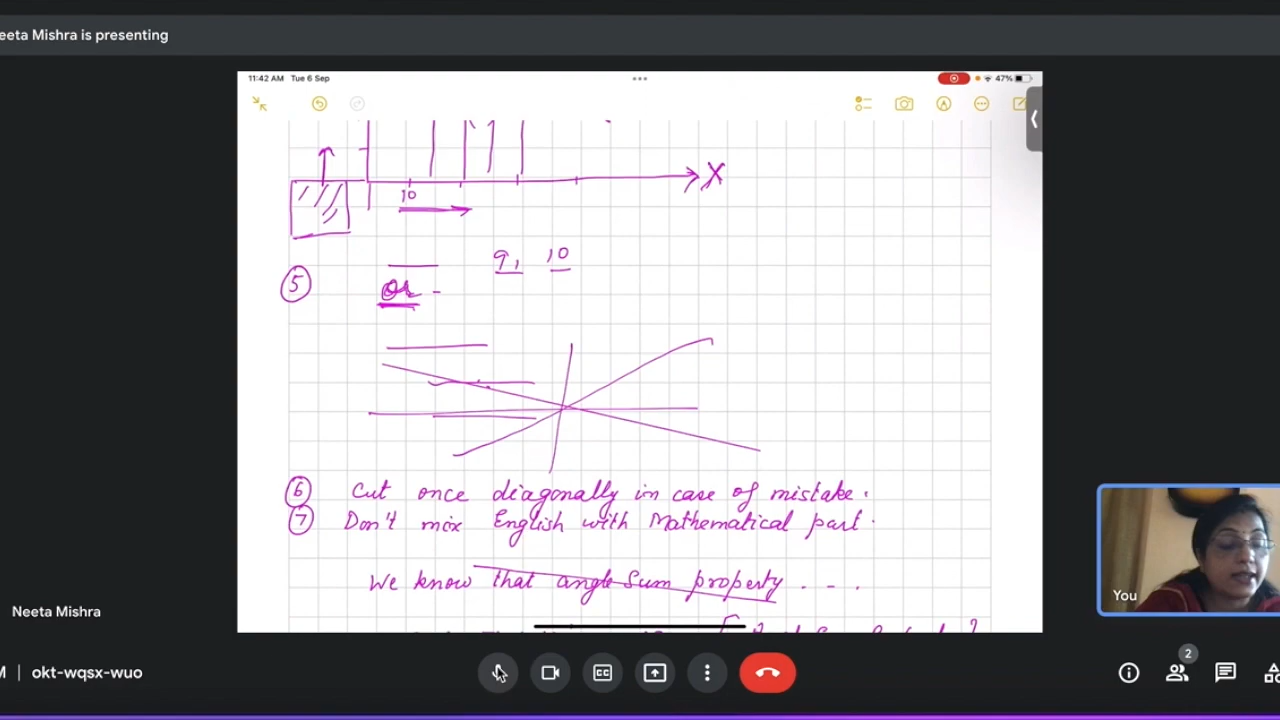 eeta Mishra is presenting
11:42 AM Tue 6 Sep
47%
X
10
9, 10
5
or -
6 Cut once diagonally in case of mistake.
7 Don't mix English with Mathematical part.
We know that angle Sum property - - .
You
Neeta Mishra
M | okt-wqsx-wuo
CC
2